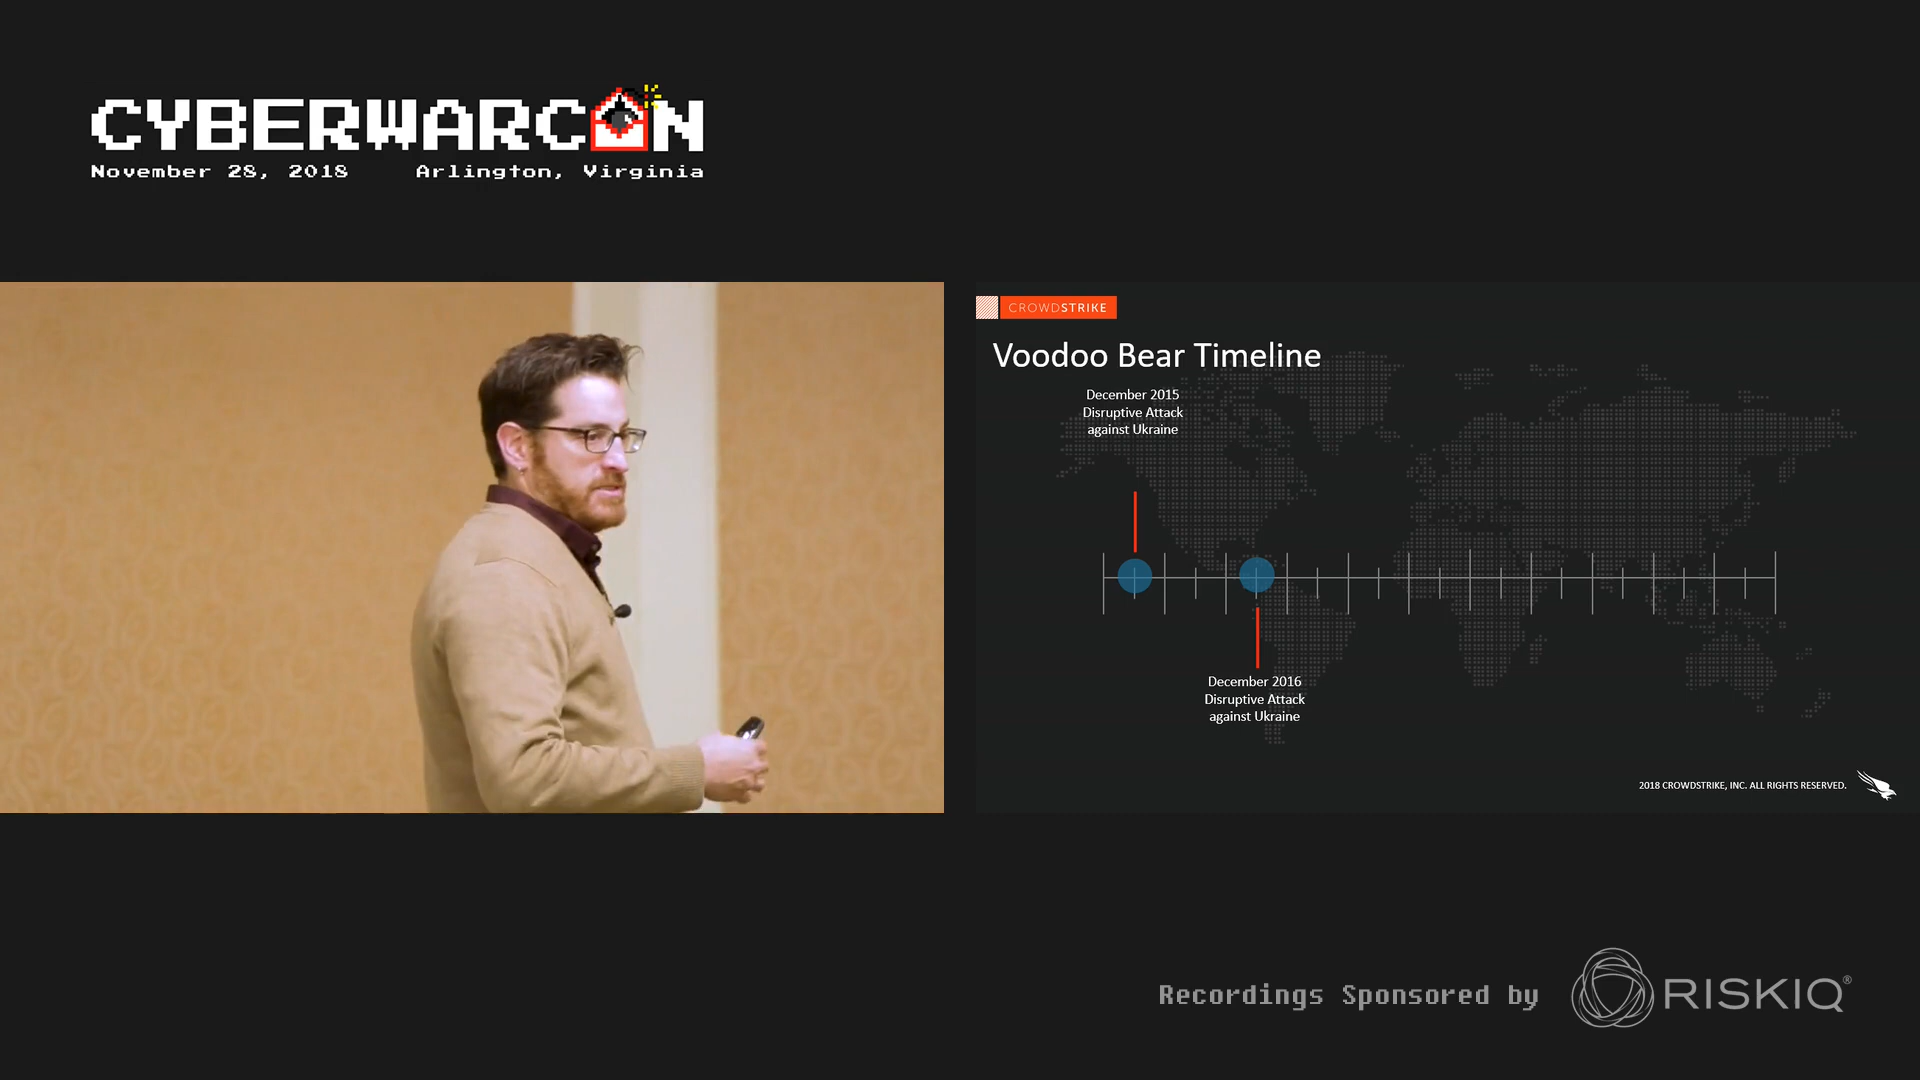 CYBERWARCON
November 28, 2018 Arlington, Virginia
CROWDSTRIKE
Voodoo Bear Timeline
December 2015
Disruptive Attack
against Ukraine
December 2016
Disruptive Attack
against Ukraine
2018 CROWDSTRIKE, INC. ALL RIGHTS RESERVED.
Recordings Sponsored by RISKIQ®